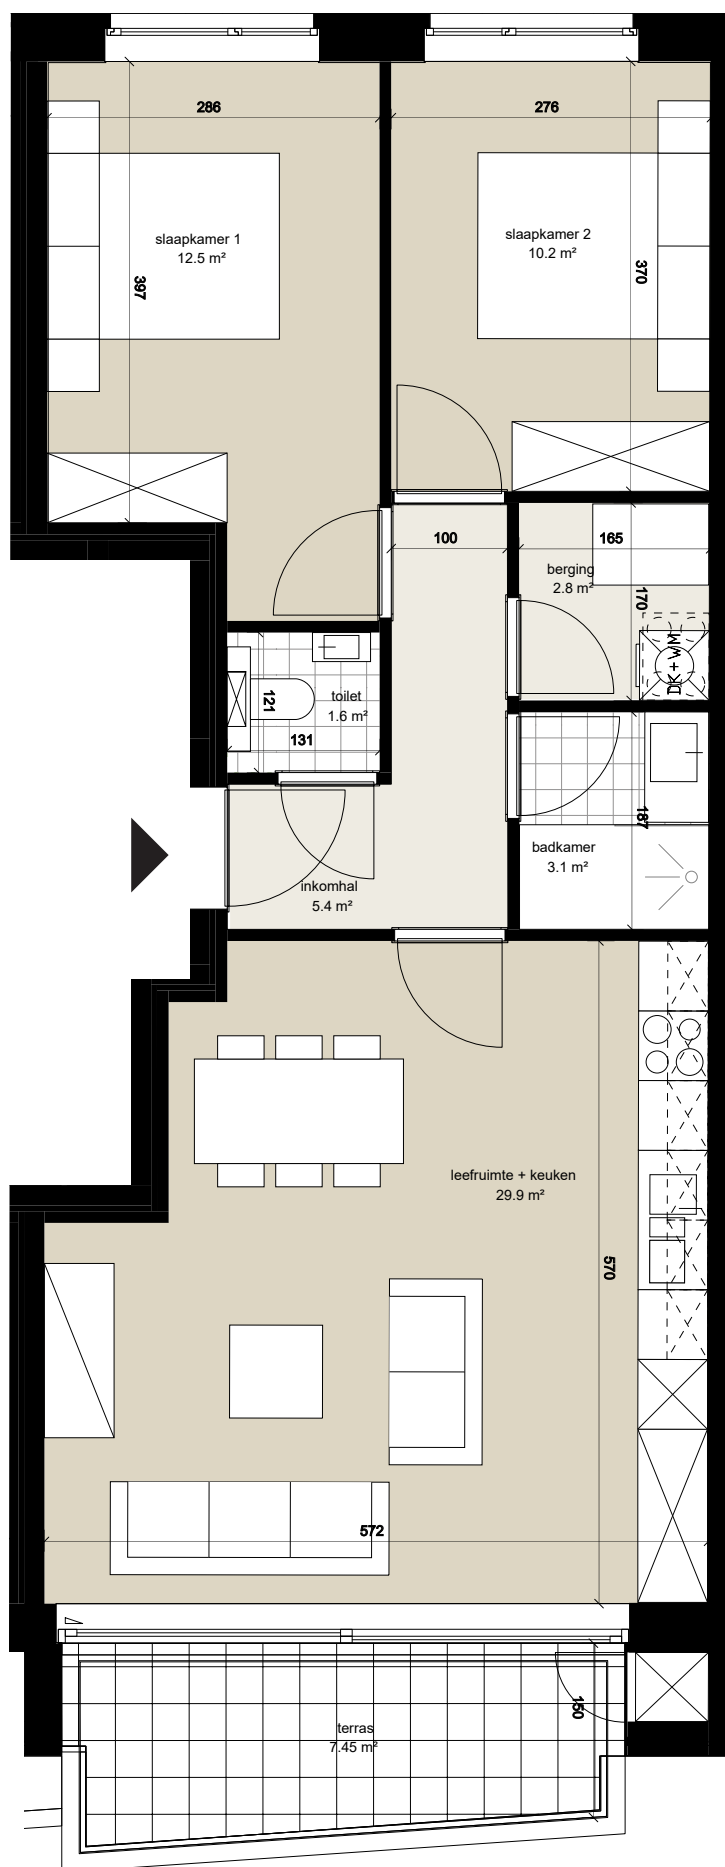 286
276
slaapkamer 1
12.5 m²
slaapkamer 2
10.2 m²
397
370
100
165
berging
2.8 m²
170
DK + WM
toilet
1.6 m²
121
131
187
badkamer
3.1 m²
inkomhal
5.4 m²
leefruimte + keuken
29.9 m²
570
572
150
terras
7.45 m²